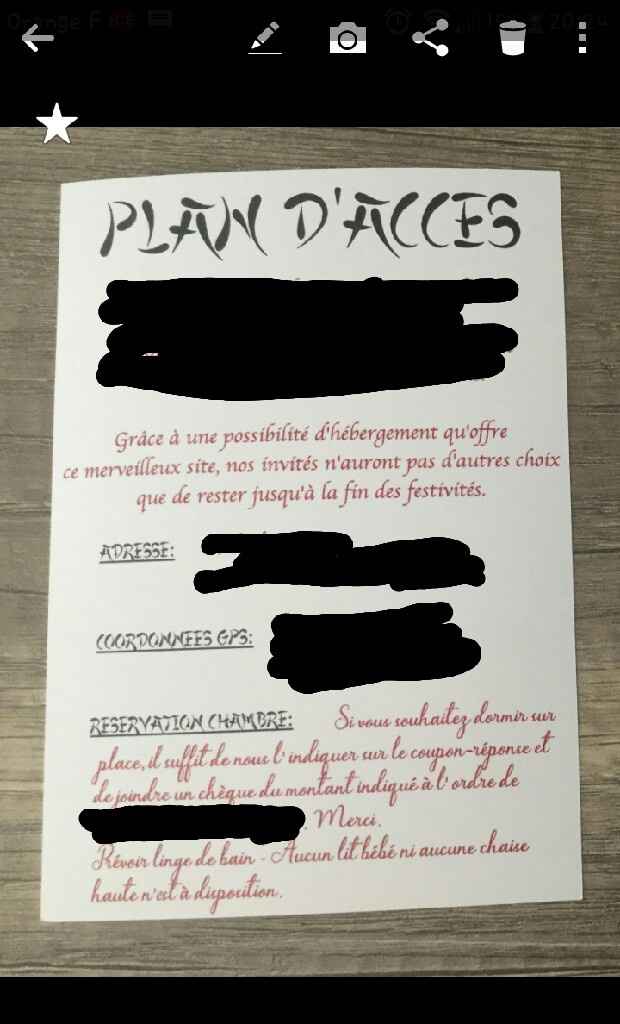 Orange F
PLAN D'ACCES
Grâce à une possibilité d'hébergement qu'offre
ce merveilleux site, nos invités n'auront pas d'autres choix
que de rester jusqu'à la fin des festivités.
ADRESSE:
COORDONNEES GPS:
RESERVATION CHAMBRE: Si vous souhaitez dormir sur
place, il suffit de nous l'indiquer sur le coupon-réponse et
de joindre un chèque du montant indiqué à l'ordre de
. Merci.
Prévoir linge de bain - Aucun lit bébé ni aucune chaise
haute n'est à disposition.